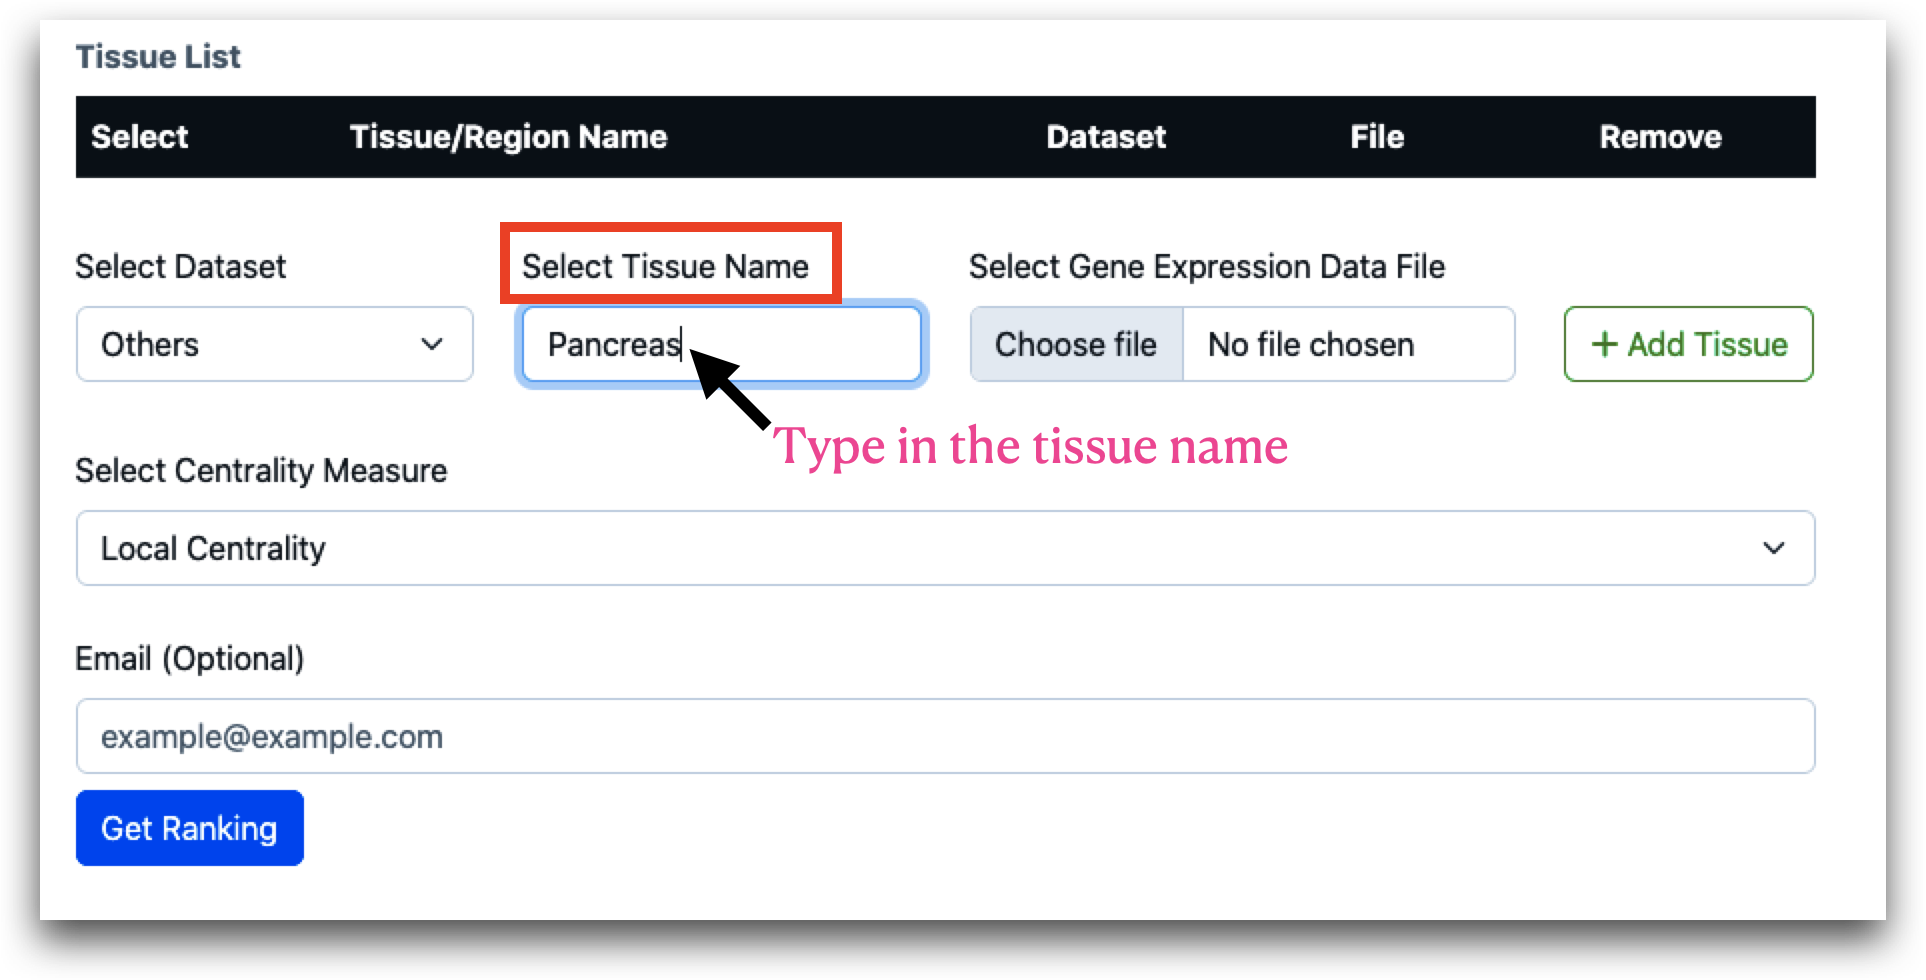 Tissue List
Select Tissue/Region Name Dataset File Remove
Select Dataset Select Tissue Name Select Gene Expression Data File
Others Pancreas Choose file No file chosen + Add Tissue
Type in the tissue name
Select Centrality Measure
Local Centrality
Email (Optional)
example@example.com
Get Ranking